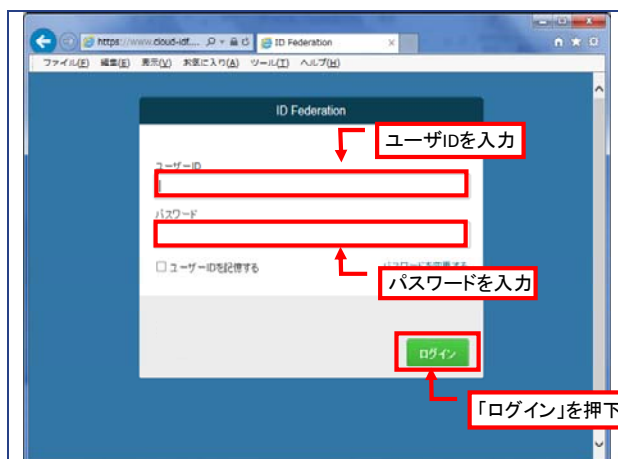 https://www.cloud-idf....
ID Federation
ファイル(F) 編集(E) 表示(V) お気に入り(A) ツール(T) ヘルプ(H)
ID Federation
ユーザIDを入力
ユーザーID
パスワード
ユーザーIDを記憶する
パスワードを入力
ログイン
「ログイン」を押下